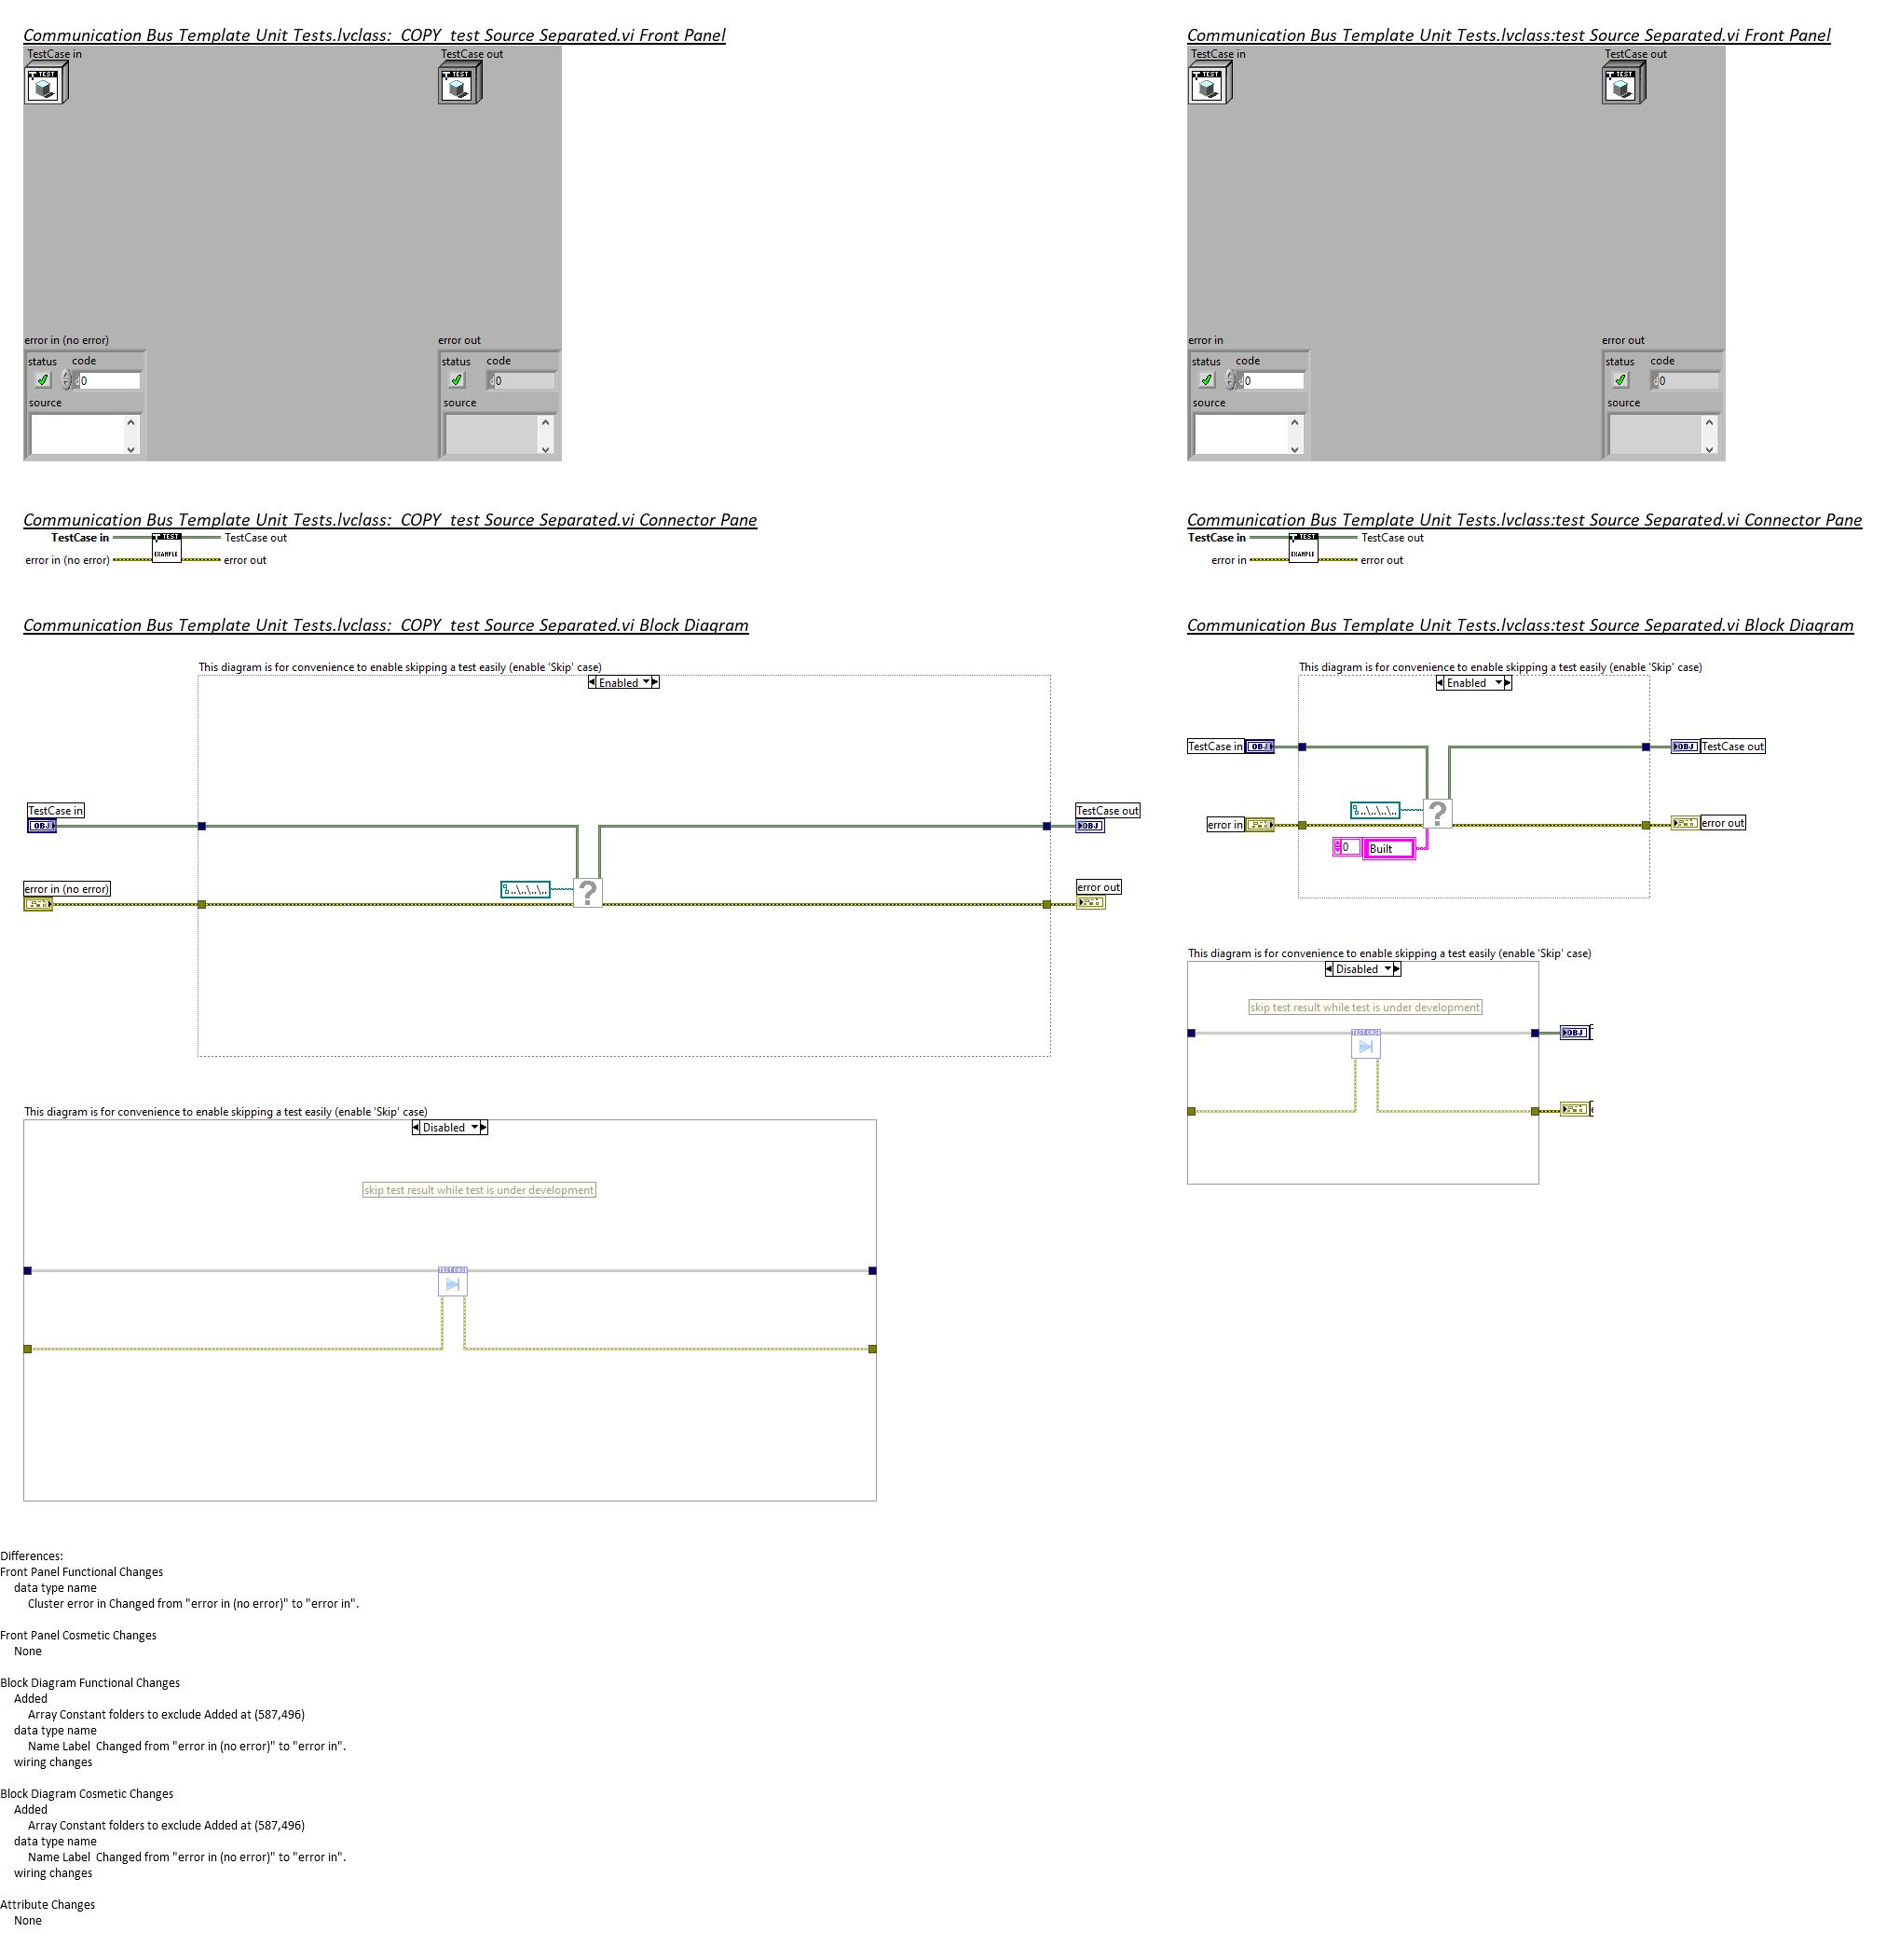 Communication Bus Template Unit Tests.lvclass:  COPY  test Source Separated.vi Front Panel
TestCase in
TEST
TestCase out
TEST
error in (no error)
status
code
0
source
error out
status
code
0
source
Communication Bus Template Unit Tests.lvclass:  COPY  test Source Separated.vi Connector Pane
TestCase in
TEST
EXAMPLE
TestCase out
error in (no error)
error out
Communication Bus Template Unit Tests.lvclass:  COPY  test Source Separated.vi Block Diagram
This diagram is for convenience to enable skipping a test easily (enable 'Skip' case)
Enabled
TestCase in
OBJ
TestCase out
OBJ
error in (no error)
..\..\..\..
?
error out
This diagram is for convenience to enable skipping a test easily (enable 'Skip' case)
Disabled
skip test result while test is under development
Communication Bus Template Unit Tests.lvclass:test Source Separated.vi Front Panel
TestCase in
TEST
TestCase out
TEST
error in
status
code
0
source
error out
status
code
0
source
Communication Bus Template Unit Tests.lvclass:test Source Separated.vi Connector Pane
TestCase in
TEST
EXAMPLE
TestCase out
error in
error out
Communication Bus Template Unit Tests.lvclass:test Source Separated.vi Block Diagram
This diagram is for convenience to enable skipping a test easily (enable 'Skip' case)
Enabled
TestCase in
OBJ
OBJ
TestCase out
..\..\..\..
?
error in
error out
0
Built
This diagram is for convenience to enable skipping a test easily (enable 'Skip' case)
Disabled
skip test result while test is under development
OBJ
Differences:
Front Panel Functional Changes
data type name
Cluster error in Changed from "error in (no error)" to "error in".
Front Panel Cosmetic Changes
None
Block Diagram Functional Changes
Added
Array Constant folders to exclude Added at (587,496)
data type name
Name Label  Changed from "error in (no error)" to "error in".
wiring changes
Block Diagram Cosmetic Changes
Added
Array Constant folders to exclude Added at (587,496)
data type name
Name Label  Changed from "error in (no error)" to "error in".
wiring changes
Attribute Changes
None